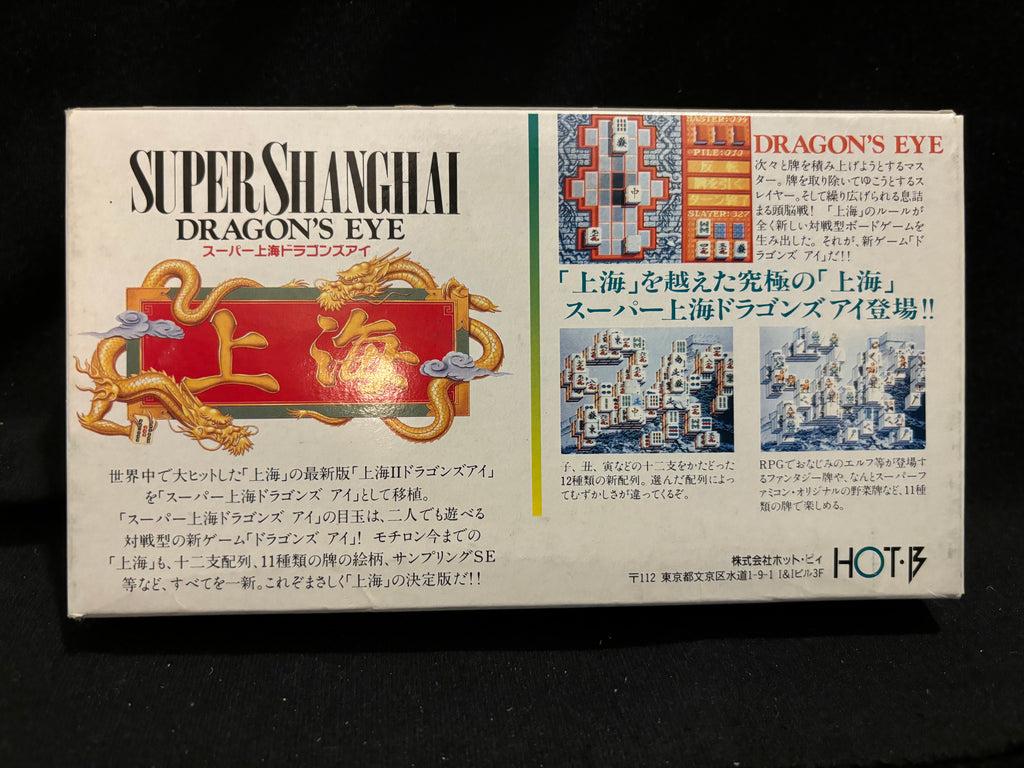 SUPER SHANGHAI
DRAGON'S EYE
スーパー上海ドラゴンズアイ
上海
世界中で大ヒットした「上海」の最新版「上海IIドラゴンズアイ」
を「スーパー上海ドラゴンズ アイ」として移植。
「スーパー上海ドラゴンズ アイ」の目玉は、二人でも遊べる
対戦型の新ゲーム「ドラゴンズ アイ」! モチロン今までの
「上海」も、十二支配列、11種類の牌の絵柄、サンプリングSE
等など、すべてを一新。これぞまさしく「上海」の決定版だ!!
MASTER:094
PILE:030
SLAYER:327
中
DRAGON'S EYE
次々と牌を積み上げようとするマス
ター。牌を取り除いてゆこうとするス
レイヤー。そして繰り広げられる息詰
まる頭脳戦! 「上海」のルールが
全く新しい対戦型ボードゲームを
生み出した。それが、新ゲーム「ド
ラゴンズ アイ」だ!!
「上海」を越えた究極の「上海」
スーパー上海ドラゴンズ アイ登場!!
子、丑、寅などの十二支をかたどった
12種類の新配列。選んだ配列によっ
てむずかしさが違ってくるぞ。
RPGでおなじみのエルフ等が登場す
るファンタジー牌や、なんとスーパーフ
ァミコン・オリジナルの野菜牌など、11種
類の牌で楽しめる。
株式会社ホット・ビィ
〒112 東京都文京区水道1-9-1 I&Iビル3F
HOT・B